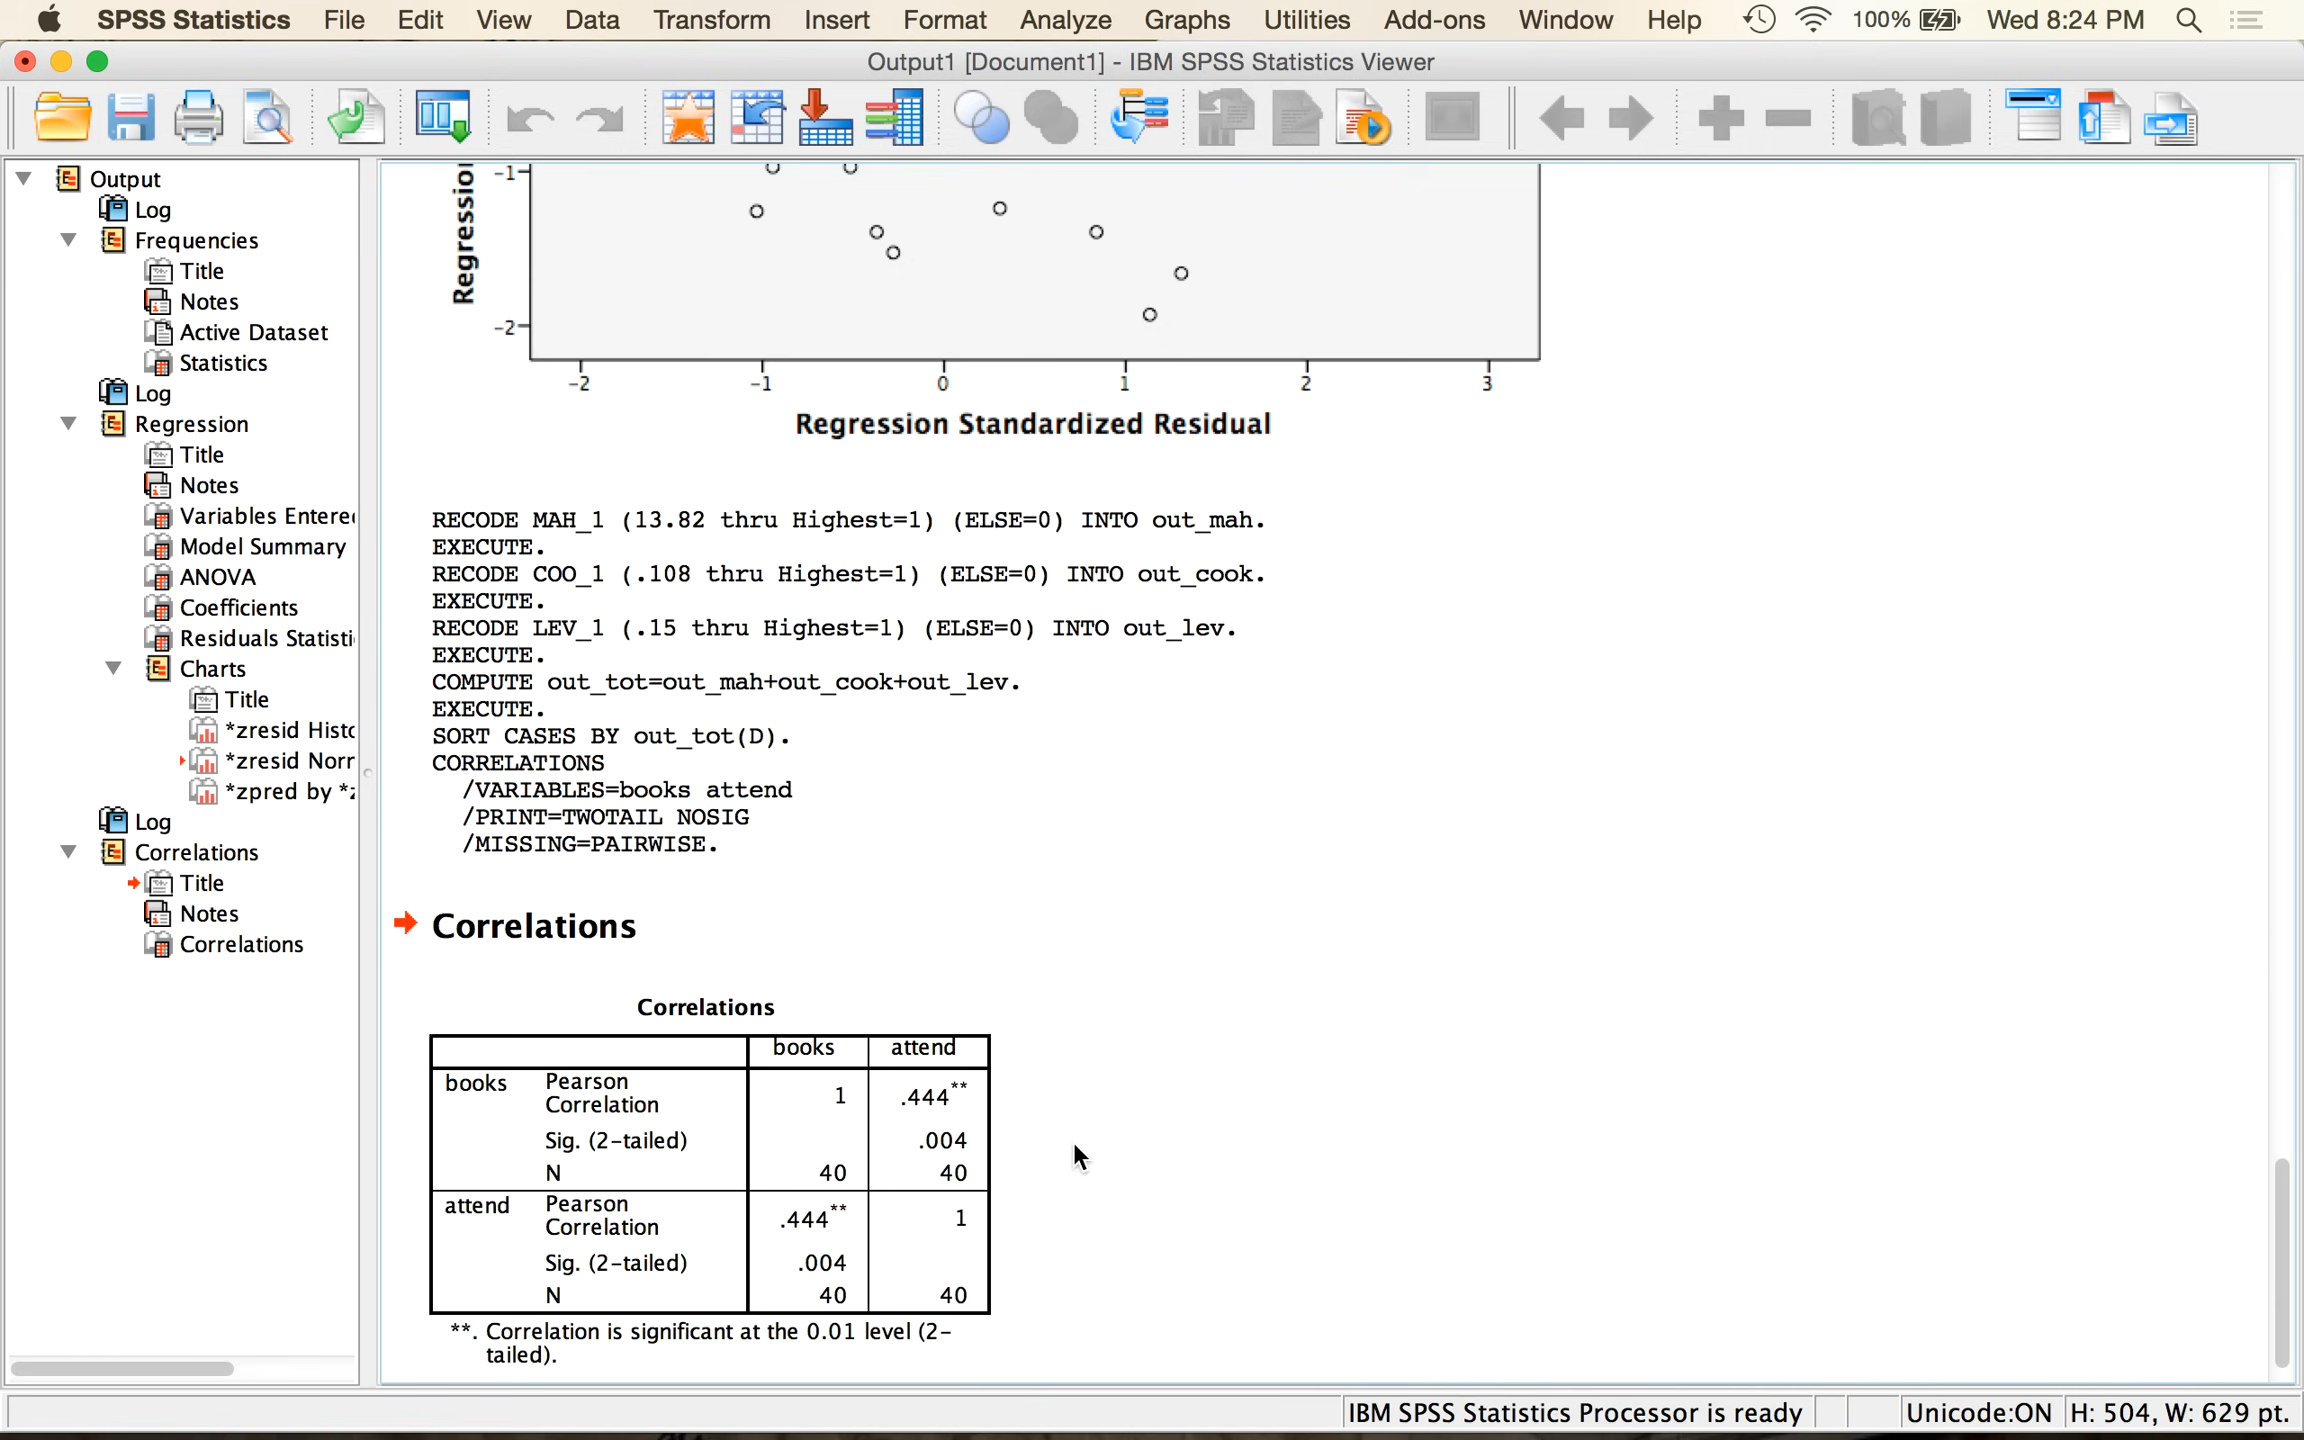 SPSS Statistics File Edit View Data Transform Insert Format Analyze Graphs Utilities Add-ons Window Help 100% Wed 8:24 PM
Output1 [Document1] - IBM SPSS Statistics Viewer
Output
Log
Frequencies
Title
Notes
Active Dataset
Statistics
Log
Regression
Title
Notes
Variables Entere
Model Summary
ANOVA
Coefficients
Residuals Statisti
Charts
Title
*zresid Histo
*zresid Norr
*zpred by *z
Log
Correlations
Title
Notes
Correlations
Regression
-1
-2
-2 -1 0 1 2 3
Regression Standardized Residual
RECODE MAH_1 (13.82 thru Highest=1) (ELSE=0) INTO out_mah.
EXECUTE.
RECODE COO_1 (.108 thru Highest=1) (ELSE=0) INTO out_cook.
EXECUTE.
RECODE LEV_1 (.15 thru Highest=1) (ELSE=0) INTO out_lev.
EXECUTE.
COMPUTE out_tot=out_mah+out_cook+out_lev.
EXECUTE.
SORT CASES BY out_tot(D).
CORRELATIONS
/VARIABLES=books attend
/PRINT=TWOTAIL NOSIG
/MISSING=PAIRWISE.
Correlations
Correlations
books attend
books Pearson Correlation 1 .444**
Sig. (2-tailed) .004
N 40 40
attend Pearson Correlation .444** 1
Sig. (2-tailed) .004
N 40 40
**. Correlation is significant at the 0.01 level (2-
tailed).
IBM SPSS Statistics Processor is ready Unicode:ON H: 504, W: 629 pt.